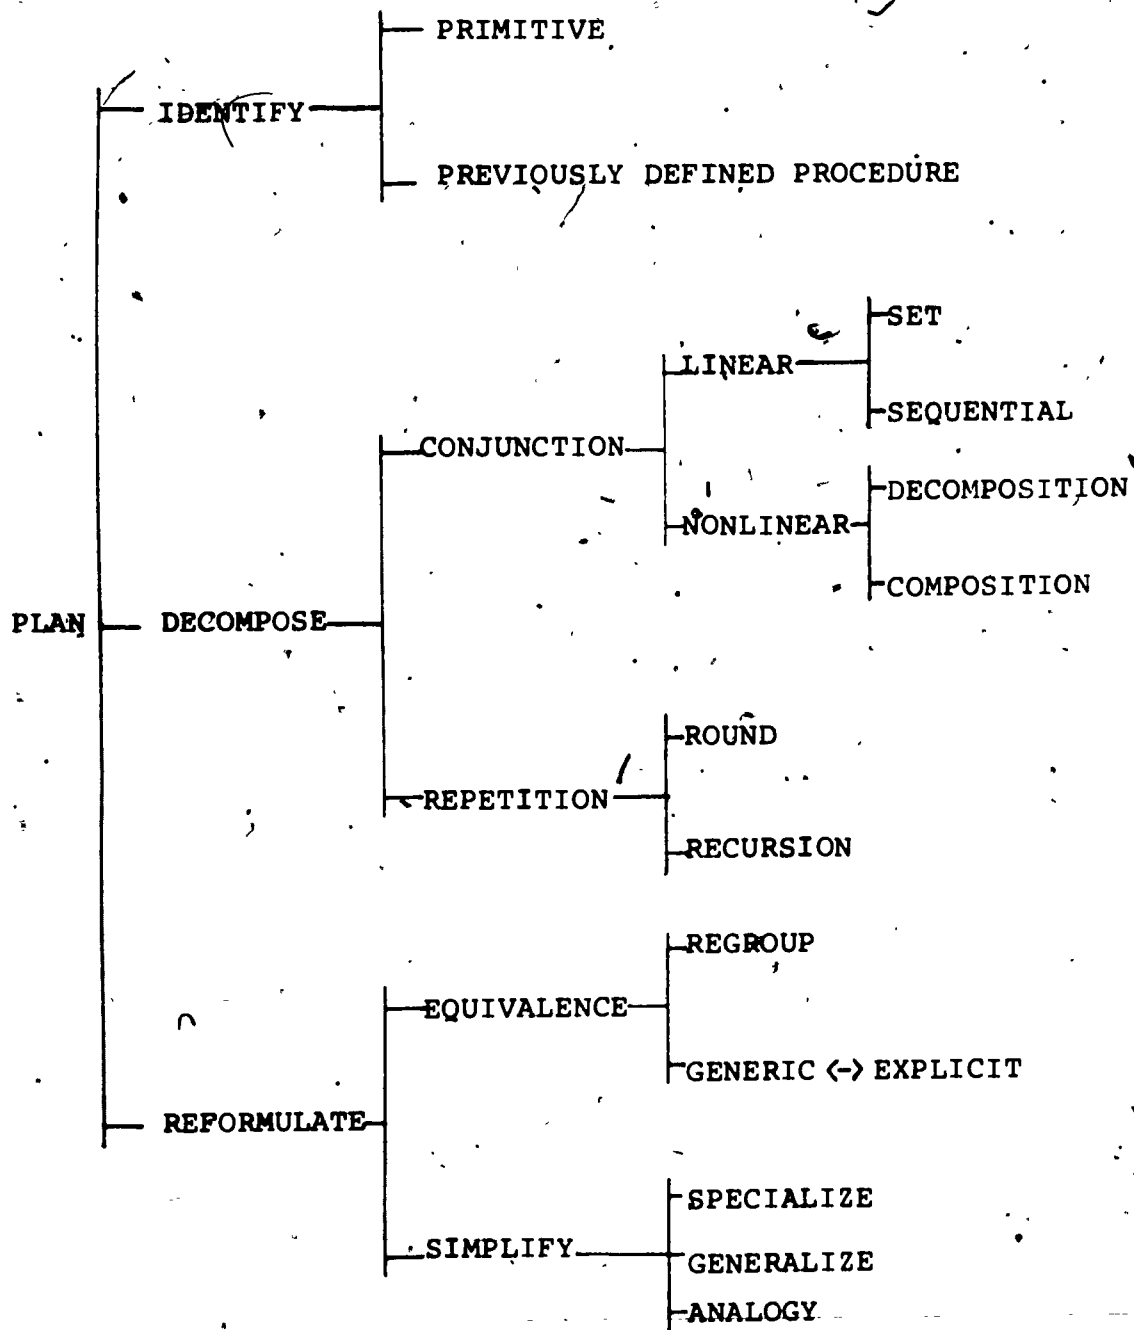 PRIMITIVE
IDENTIFY
PREVIOUSLY DEFINED PROCEDURE
SET
LINEAR
SEQUENTIAL
CONJUNCTION
DECOMPOSITION
NONLINEAR
COMPOSITION
PLAN DECOMPOSE
ROUND
REPETITION
RECURSION
REGROUP
EQUIVALENCE
GENERIC <-> EXPLICIT
REFORMULATE
SPECIALIZE
SIMPLIFY
GENERALIZE
ANALOGY